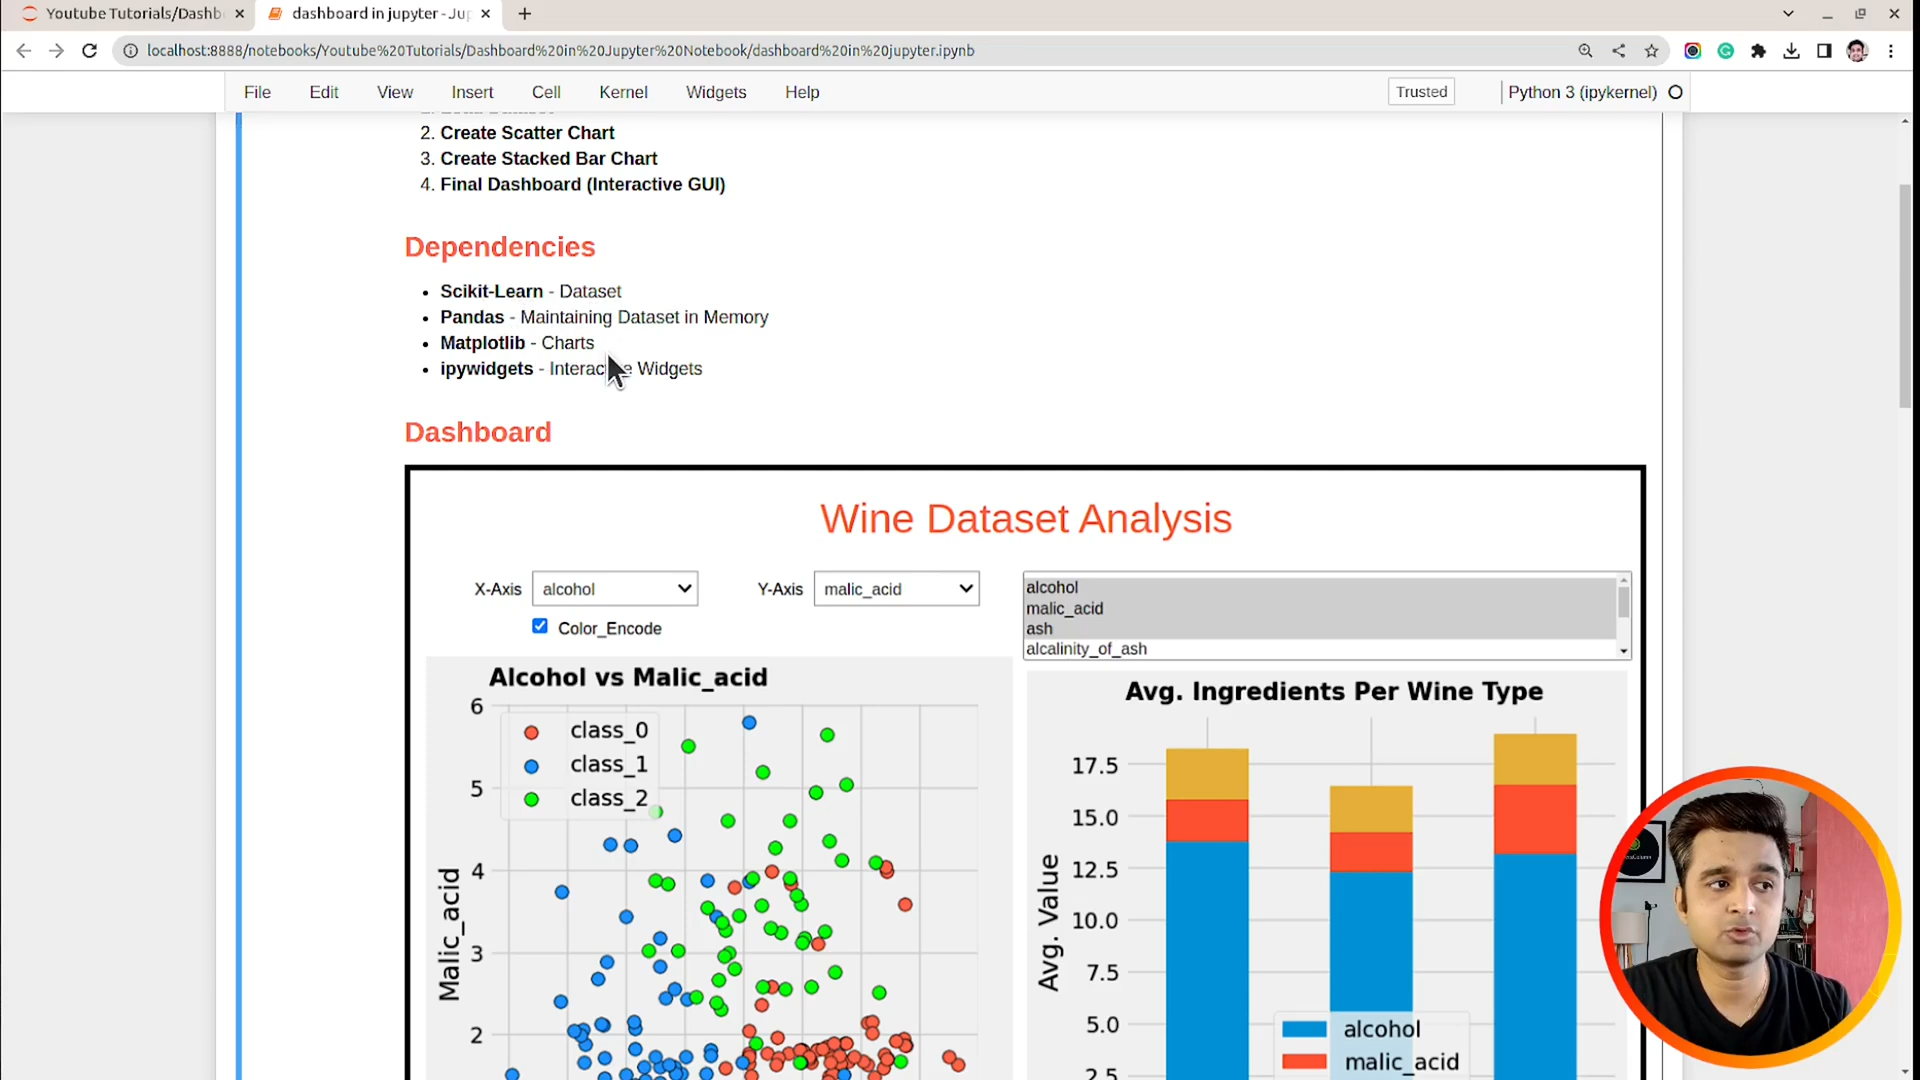 Youtube Tutorials/Dashb
dashboard in jupyter - Jup
localhost:8888/notebooks/Youtube%20Tutorials/Dashboard%20in%20Jupyter%20Notebook/dashboard%20in%20jupyter.ipynb
File Edit View Insert Cell Kernel Widgets Help
Trusted
Python 3 (ipykernel)
2. Create Scatter Chart
3. Create Stacked Bar Chart
4. Final Dashboard (Interactive GUI)
Dependencies
• Scikit-Learn - Dataset
• Pandas - Maintaining Dataset in Memory
• Matplotlib - Charts
• ipywidgets - Interactive Widgets
Dashboard
Wine Dataset Analysis
X-Axis alcohol
Y-Axis malic_acid
Color_Encode
alcohol
malic_acid
ash
alcalinity_of_ash
Alcohol vs Malic_acid
class_0
class_1
class_2
6
5
4
3
2
Malic_acid
Avg. Ingredients Per Wine Type
17.5
15.0
12.5
10.0
7.5
5.0
2.5
Avg. Value
alcohol
malic_acid